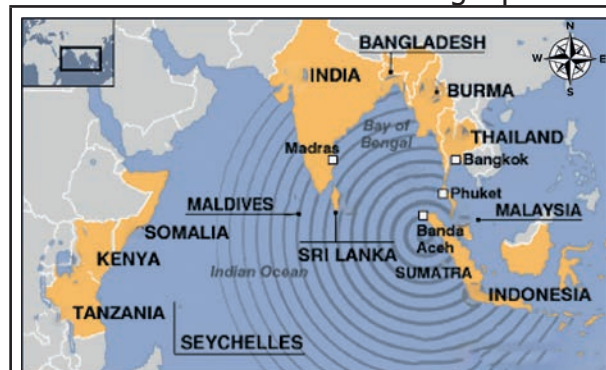 N
W E
S
BANGLADESH
INDIA
BURMA
Bay of
Bengal
THAILAND
Madras
Bangkok
Phuket
MALDIVES
MALAYSIA
Banda
Aceh
SOMALIA
SRI LANKA
KENYA
Indian Ocean
SUMATRA
INDONESIA
TANZANIA
SEYCHELLES